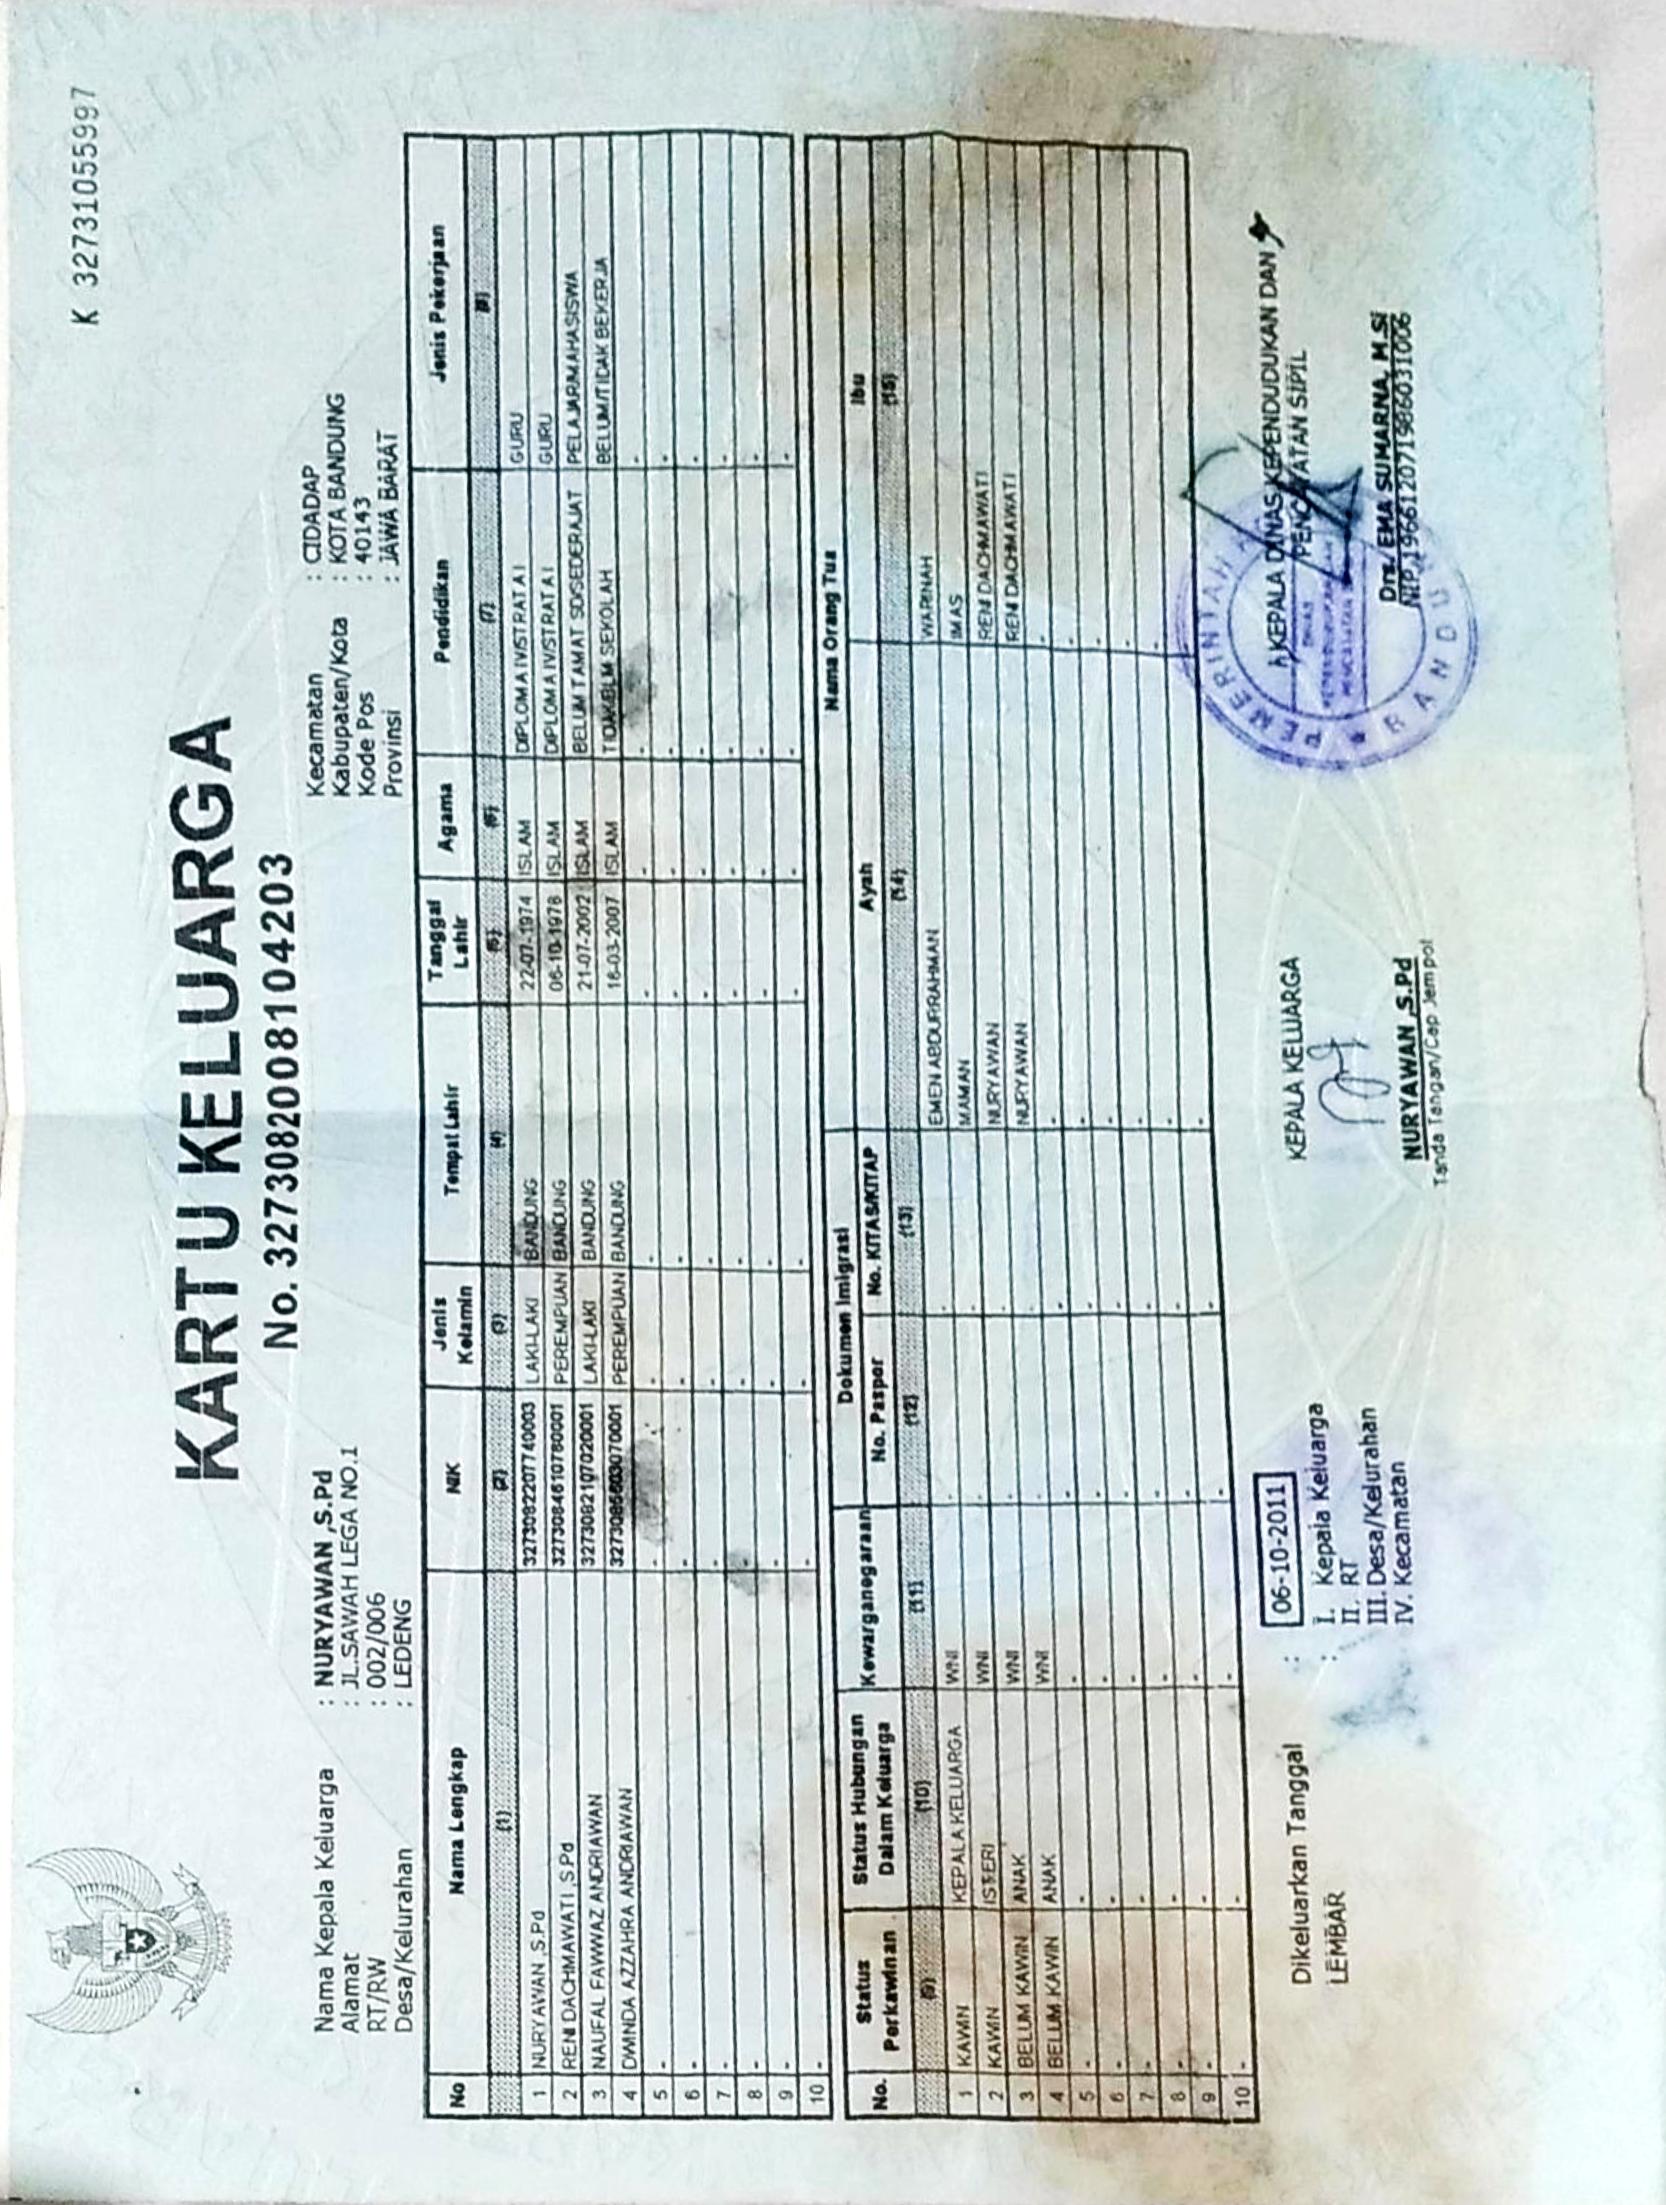 K 32731055997
KARTU KELUARGA
No. 3273082008104203
Nama Kepala Keluarga : NURYAWAN ,S.Pd
Alamat : JL.SAWAH LEGA NO.1
RT/RW : 002/006
Desa/Kelurahan : LEDENG
Kecamatan : CIDADAP
Kabupaten/Kota : KOTA BANDUNG
Kode Pos : 40143
Provinsi : JAWA BARAT
No Nama Lengkap NIK Jenis Kelamin Tempat Lahir Tanggal Lahir Agama Pendidikan Jenis Pekerjaan
(1) (2) (3) (4) (5) (6) (7) (8)
1 NURYAWAN ,S.Pd 3273082207740003 LAKI-LAKI BANDUNG 22-07-1974 ISLAM DIPLOMA IV/STRATA I GURU
2 RENI DACHMAWATI ,S.Pd 3273084610780001 PEREMPUAN BANDUNG 06-10-1978 ISLAM DIPLOMA IV/STRATA I GURU
3 NAUFAL FAWWAZ ANDRIAWAN 3273082107020001 LAKI-LAKI BANDUNG 21-07-2002 ISLAM BELUM TAMAT SD/SEDERAJAT PELAJAR/MAHASISWA
4 DWINDA AZZAHRA ANDRIAWAN PEREMPUAN BANDUNG 16-03-2007 ISLAM TIDAK/BLM SEKOLAH BELUM/TIDAK BEKERJA
5 - - - - - - - -
6 - - - - - - - -
7 - - - - - - - -
8 - - - - - - - -
9 - - - - - - - -
10 - - - - - - - -
No. Status Perkawinan Status Hubungan Dalam Keluarga Kewarganegaraan Dokumen Imigrasi Nama Orang Tua
No. Paspor No. KITAS/KITAP Ayah Ibu
(9) (10) (11) (12) (13) (14) (15)
1 KAWIN KEPALA KELUARGA WNI - - EMEN ABDURRAHMAN WARINAH
2 KAWIN ISTERI WNI - - MAMAN IMAS
3 BELUM KAWIN ANAK WNI - - NURYAWAN RENI DACHMAWATI
4 BELUM KAWIN ANAK WNI - - NURYAWAN RENI DACHMAWATI
5 - - - - - - -
6 - - - - - - -
7 - - - - - - -
8 - - - - - - -
9 - - - - - - -
10 - - - - - - -
Dikeluarkan Tanggal : 06-10-2011
LEMBAR : I. Kepala Keluarga
II. RT
III. Desa/Kelurahan
IV. Kecamatan
KEPALA KELUARGA
NURYAWAN ,S.Pd
Tanda Tangan/Cap Jempol
KEPALA DINAS KEPENDUDUKAN DAN
PENCATATAN SIPIL
Drs. EMA SUMARNA, M.Si
NIP.196612071986031006
PEMERINTAH KOTA
DINAS
KEPENDUDUKAN DAN
PENCATATAN SIPIL
BANDUNG